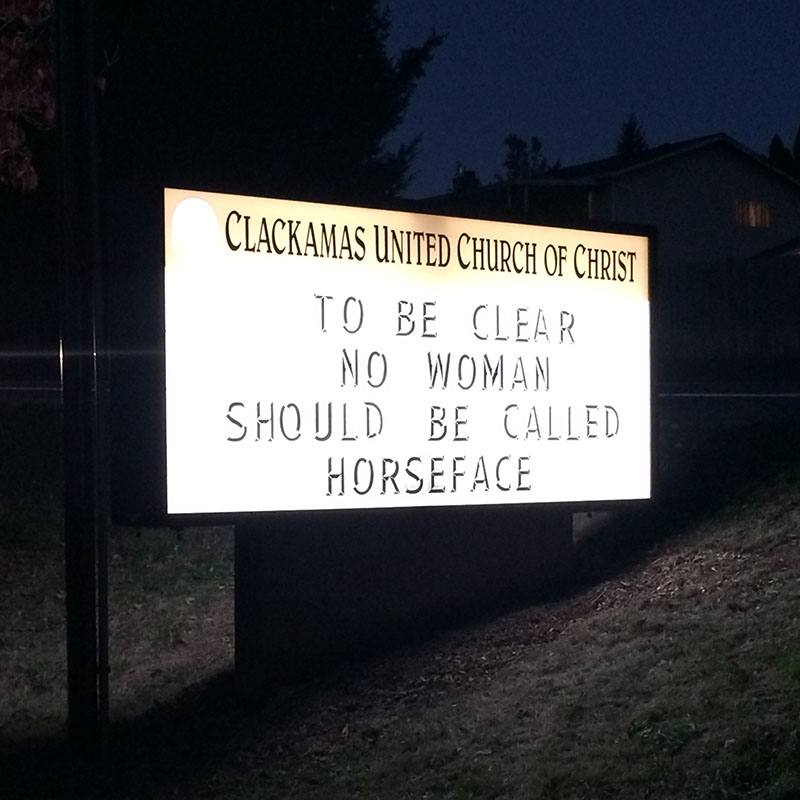 CLACKAMAS UNITED CHURCH OF CHRIST
TO BE CLEAR
NO WOMAN
SHOULD BE CALLED
HORSEFACE